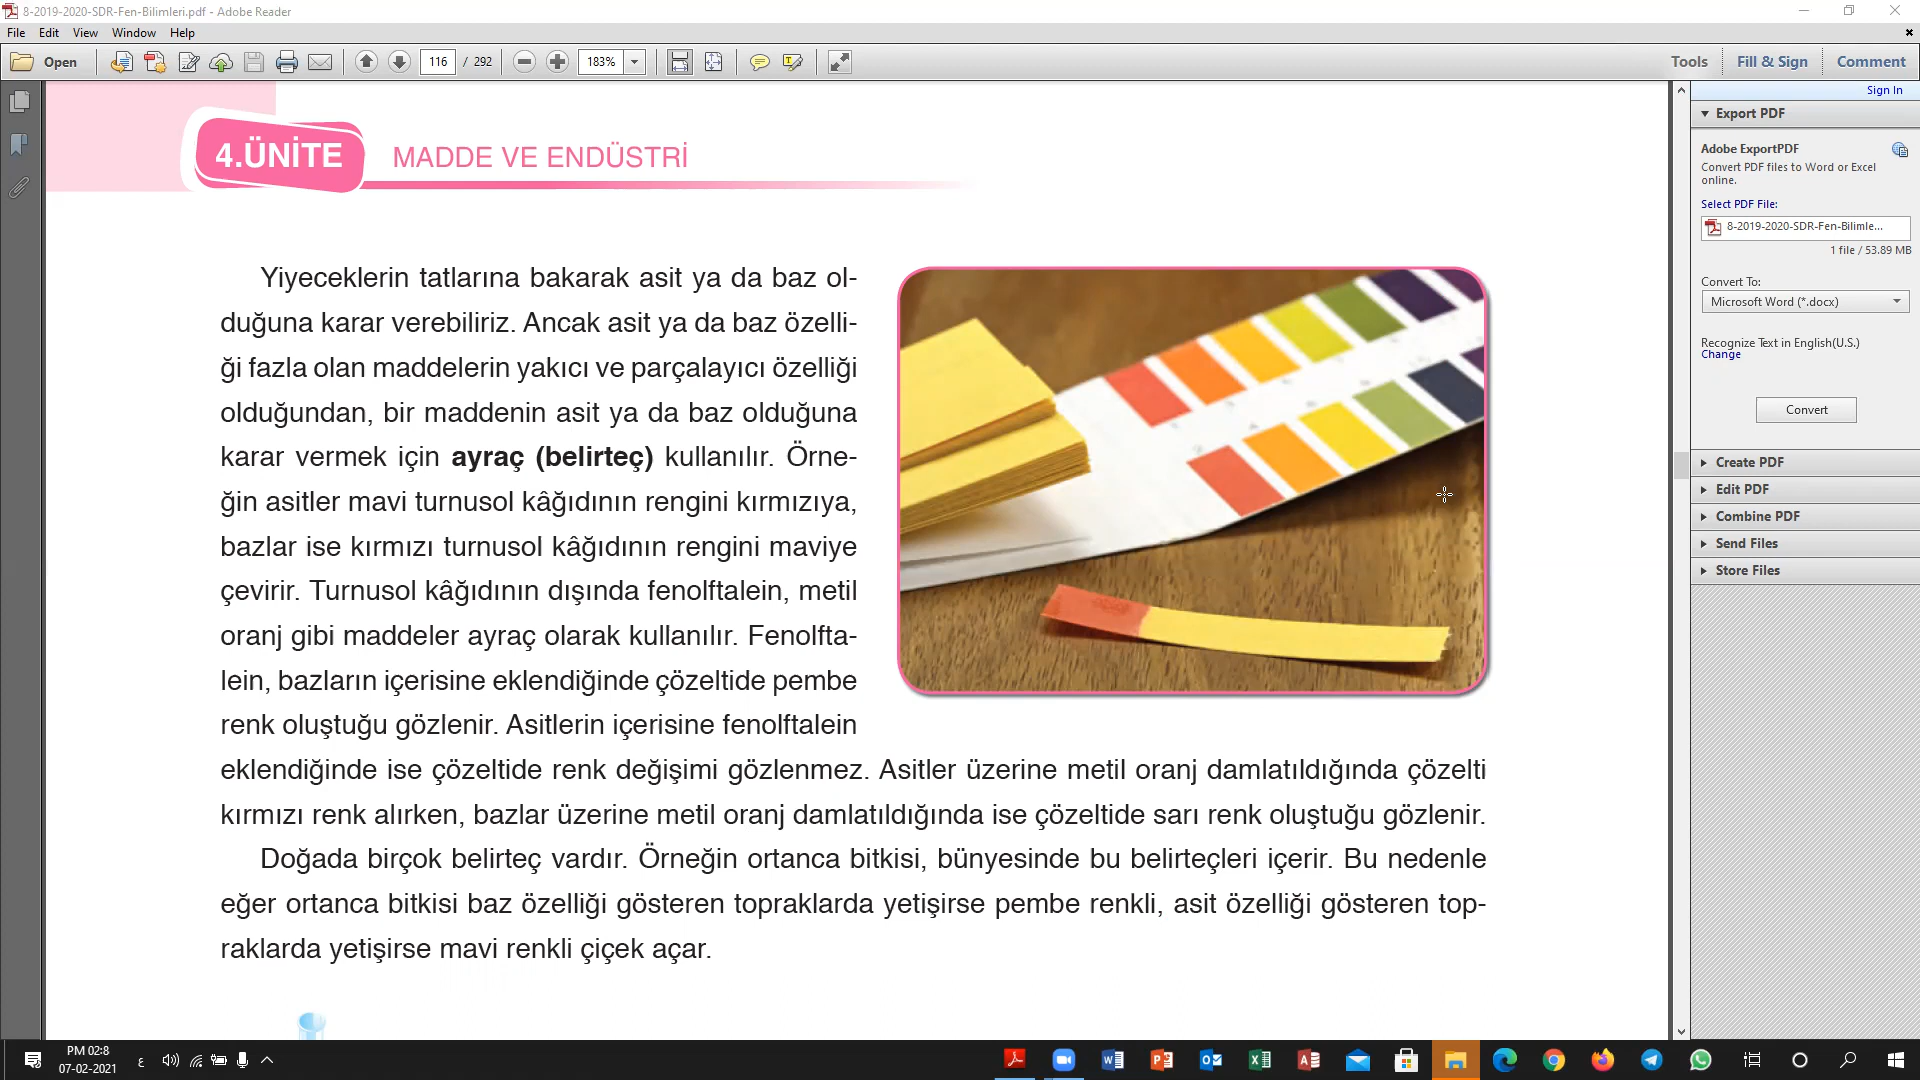 8-2019-2020-SDR-Fen-Bilimleri.pdf - Adobe Reader
File Edit View Window Help
Open 116 / 292 183% Tools Fill & Sign Comment
Sign In
4.ÜNİTE MADDE VE ENDÜSTRİ
Yiyeceklerin tatlarına bakarak asit ya da baz ol-
duğuna karar verebiliriz. Ancak asit ya da baz özelli-
ği fazla olan maddelerin yakıcı ve parçalayıcı özelliği
olduğundan, bir maddenin asit ya da baz olduğuna
karar vermek için ayraç (belirteç) kullanılır. Örne-
ğin asitler mavi turnusol kâğıdının rengini kırmızıya,
bazlar ise kırmızı turnusol kâğıdının rengini maviye
çevirir. Turnusol kâğıdının dışında fenolftalein, metil
oranj gibi maddeler ayraç olarak kullanılır. Fenolfta-
lein, bazların içerisine eklendiğinde çözeltide pembe
renk oluştuğu gözlenir. Asitlerin içerisine fenolftalein
eklendiğinde ise çözeltide renk değişimi gözlenmez. Asitler üzerine metil oranj damlatıldığında çözelti
kırmızı renk alırken, bazlar üzerine metil oranj damlatıldığında ise çözeltide sarı renk oluştuğu gözlenir.
Doğada birçok belirteç vardır. Örneğin ortanca bitkisi, bünyesinde bu belirteçleri içerir. Bu nedenle
eğer ortanca bitkisi baz özelliği gösteren topraklarda yetişirse pembe renkli, asit özelliği gösteren top-
raklarda yetişirse mavi renkli çiçek açar.
Export PDF
Adobe ExportPDF
Convert PDF files to Word or Excel
online.
Select PDF File:
8-2019-2020-SDR-Fen-Bilimle...
1 file / 53.89 MB
Convert To:
Microsoft Word (*.docx)
Recognize Text in English(U.S.)
Change
Convert
Create PDF
Edit PDF
Combine PDF
Send Files
Store Files
PM 02:8
07-02-2021
ع